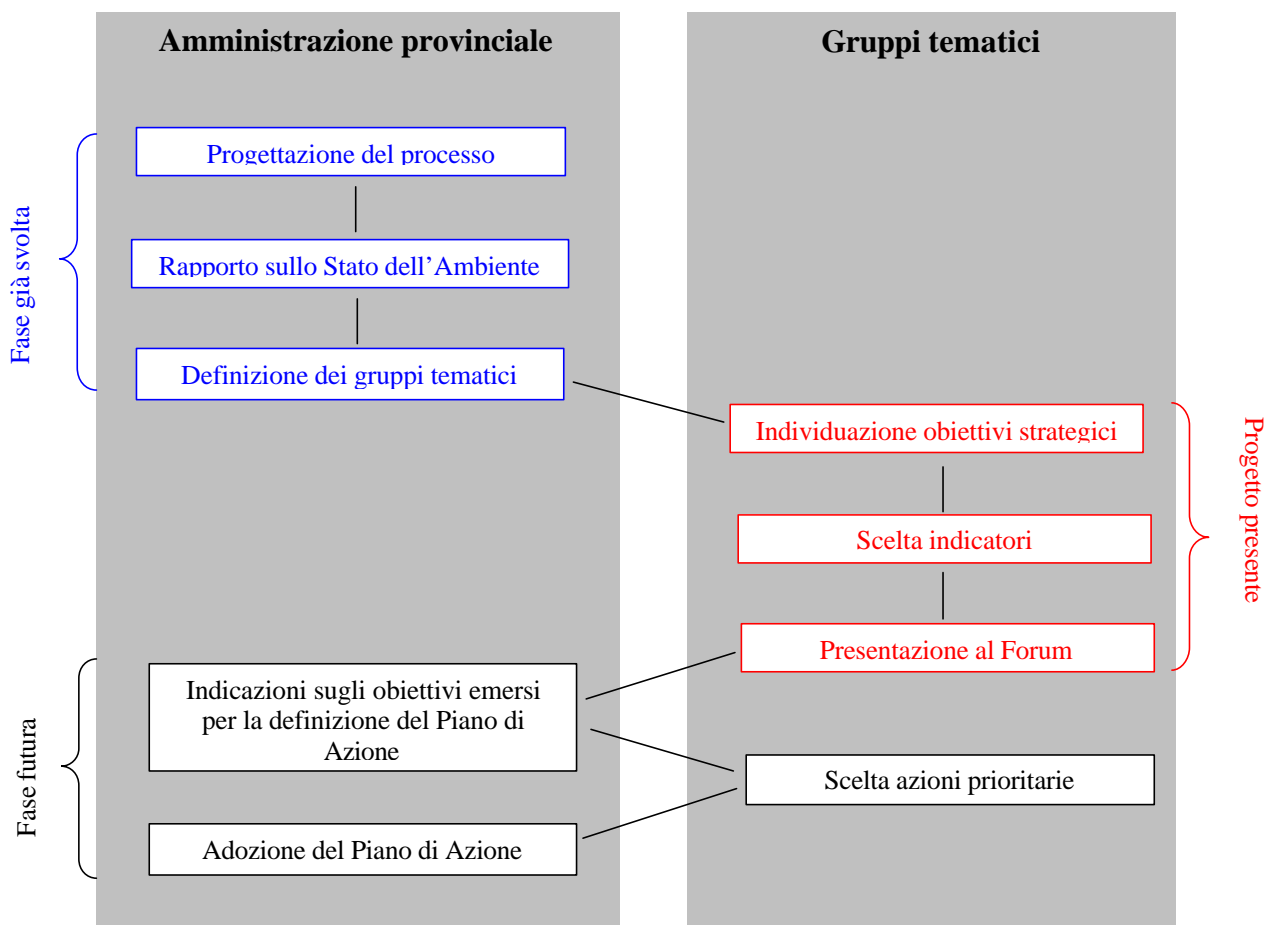 Amministrazione provinciale
Gruppi tematici
Fase già svolta
Progettazione del processo
Rapporto sullo Stato dell’Ambiente
Definizione dei gruppi tematici
Individuazione obiettivi strategici
Scelta indicatori
Presentazione al Forum
Progetto presente
Fase futura
Indicazioni sugli obiettivi emersi
per la definizione del Piano di
Azione
Scelta azioni prioritarie
Adozione del Piano di Azione